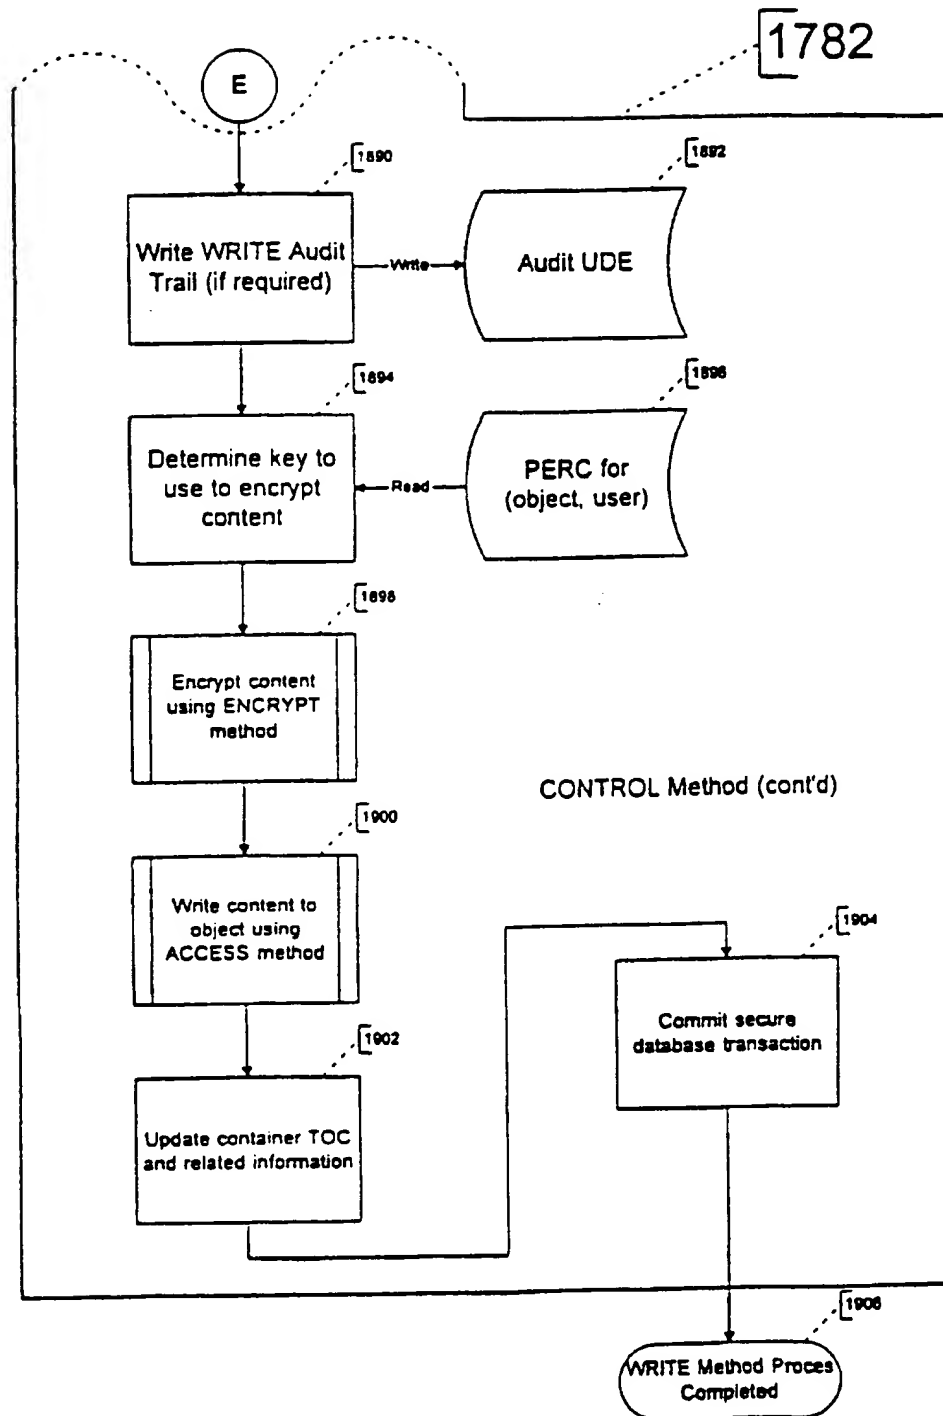 1782
E
1890
Write WRITE Audit
Trail (if required)
Write
1892
Audit UDE
1894
Determine key to
use to encrypt
content
Read
1896
PERC for
(object, user)
1898
Encrypt content
using ENCRYPT
method
CONTROL Method (cont'd)
1900
Write content to
object using
ACCESS method
1902
Update container TOC
and related information
1904
Commit secure
database transaction
1906
WRITE Method Proces
Completed